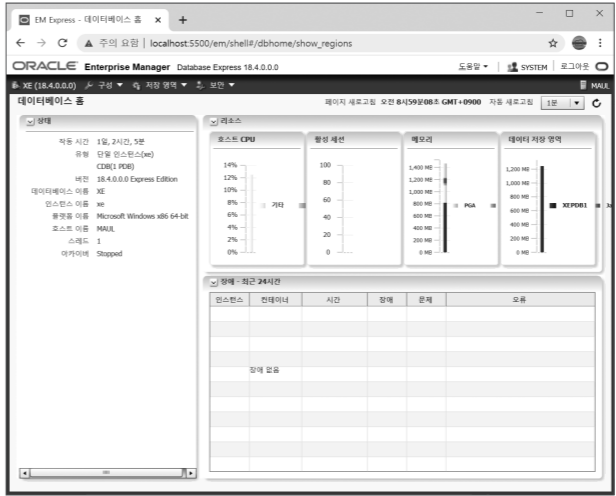 EM Express - 데이터베이스 홈
주의 요함 | localhost:5500/em/shell#/dbhome/show_regions
ORACLE Enterprise Manager Database Express 18.4.0.0.0
도움말 SYSTEM 로그아웃
XE (18.4.0.0.0) 구성 저장 영역 보안 MAUL
데이터베이스 홈
페이지 새로고침 오전 8시59분08초 GMT+0900 자동 새로고침 1분
상태
작동 시간 1일, 2시간, 5분
유형 단일 인스턴스(xe)
CDB(1 PDB)
버전 18.4.0.0.0 Express Edition
데이터베이스 이름 XE
인스턴스 이름 xe
플랫폼 이름 Microsoft Windows x86 64-bit
호스트 이름 MAUL
스레드 1
아카이버 Stopped
리소스
호스트 CPU
14%
12%
10%
8%
6%
4%
2%
0%
기타
활성 세션
100
80
60
40
20
0
메모리
1,400 MB
1,200 MB
1,000 MB
800 MB
600 MB
400 MB
200 MB
0 MB
PGA
데이터 저장 영역
1,200 MB
1,000 MB
800 MB
600 MB
400 MB
200 MB
0 MB
XEPDB1
장애 - 최근 24시간
인스턴스 컨테이너 시간 장애 문제 오류
장애 없음